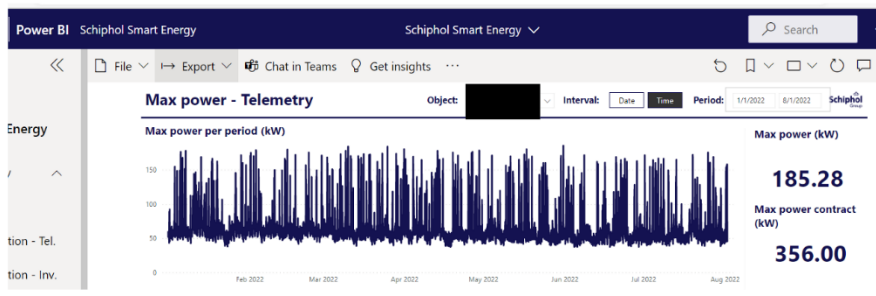 Power BI Schiphol Smart Energy Schiphol Smart Energy Search
File Export Chat in Teams Get insights ...
Max power - Telemetry Object: Interval: Date Time Period: 1/1/2022 8/1/2022 Schiphol
Group
Energy
Max power per period (kW) Max power (kW)
185.28
Max power contract
(kW)
356.00
150
100
50
0
Feb 2022 Mar 2022 Apr 2022 May 2022 Jun 2022 Jul 2022 Aug 2022
tion - Tel.
tion - Inv.